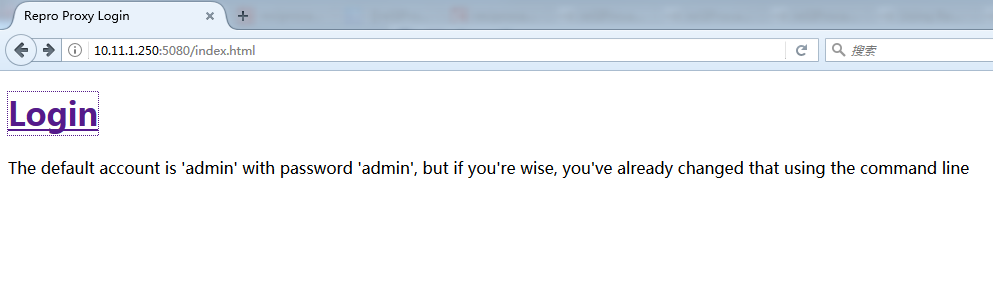 Repro Proxy Login
10.11.1.250:5080/index.html
搜索
Login
The default account is 'admin' with password 'admin', but if you're wise, you've already changed that using the command line